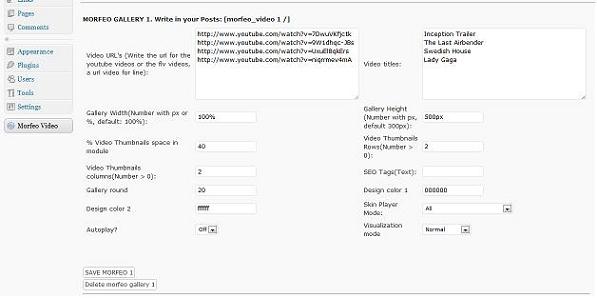 Links
Pages
Comments
Appearance
Plugins
Users
Tools
Settings
Morfeo Video
MORFEO GALLERY 1. Write in your Posts: [morfeo_video 1 /]
Video URL's (Write the url for the youtube videos or the flv videos, a url video for line):
http://www.youtube.com/watch?v=
http://www.youtube.com/watch?v=
http://www.youtube.com/watch?v=
http://www.youtube.com/watch?v=
Video titles:
Inception Trailer
The Last Airbender
Swedish House
Lady Gaga
Gallery Width(Number with px or %, default: 100%):
100%
Gallery Height (Number with px, default 300px):
500px
% Video Thumbnails space in module
40
Video Thumbnails Rows(Number > 0):
2
Video Thumbnails columns(Number > 0):
2
SEO Tags(Text):
Gallery round
20
Design color 1
000000
Design color 2
ffffff
Skin Player Mode:
All
Autoplay?
Off
Visualization mode
Normal
SAVE MORFEO 1
Delete morfeo gallery 1